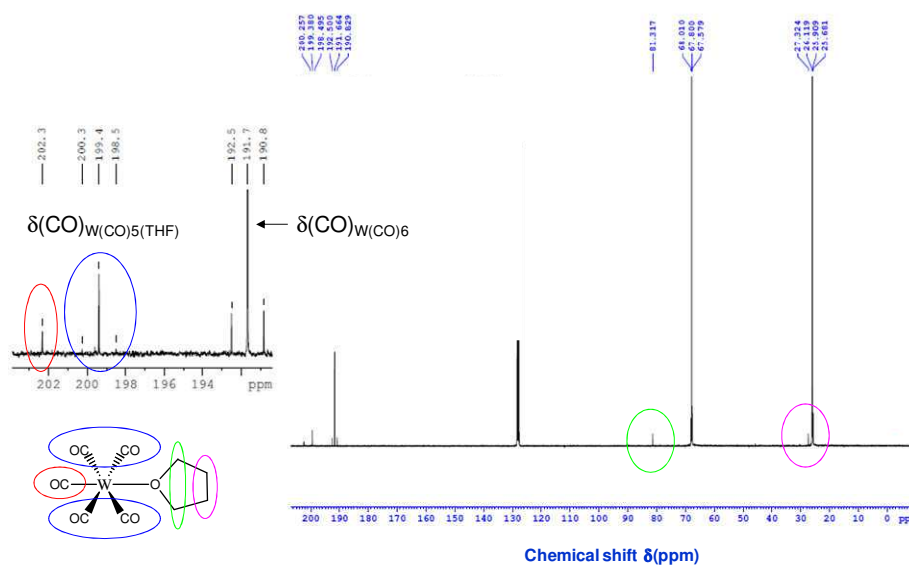 200.257
199.380
198.495
192.500
191.664
190.829
81.317
68.010
67.800
67.579
27.324
26.119
25.909
25.681
202.3
200.3
199.4
198.5
192.5
191.7
190.8
δ(CO)W(CO)5(THF)
δ(CO)W(CO)6
202 200 198 196 194 ppm
OC CO
OC W O
OC CO
200 190 180 170 160 150 140 130 120 110 100 90 80 70 60 50 40 30 20 10 0 pp
Chemical shift δ(ppm)